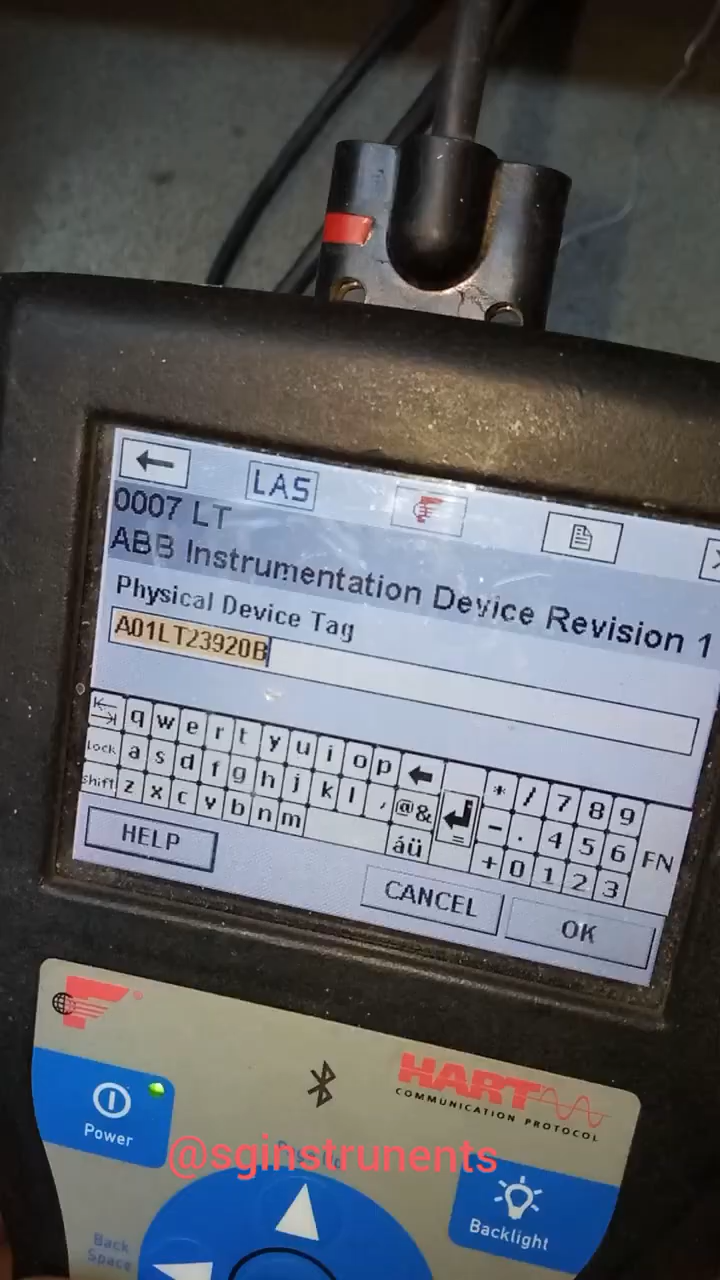 LAS
0007 LT
ABB Instrumentation Device Revision 1
Physical Device Tag
A01LT23920B
q w e r t y u i o p * / 7 8 9
Lock a s d f g h j k l , @& - . 4 5 6 FN
shift z x c v b n m áü = + 0 1 2 3
HELP
CANCEL
OK
HART
COMMUNICATION PROTOCOL
Power
@sginstrunents
Backlight
Back
Space